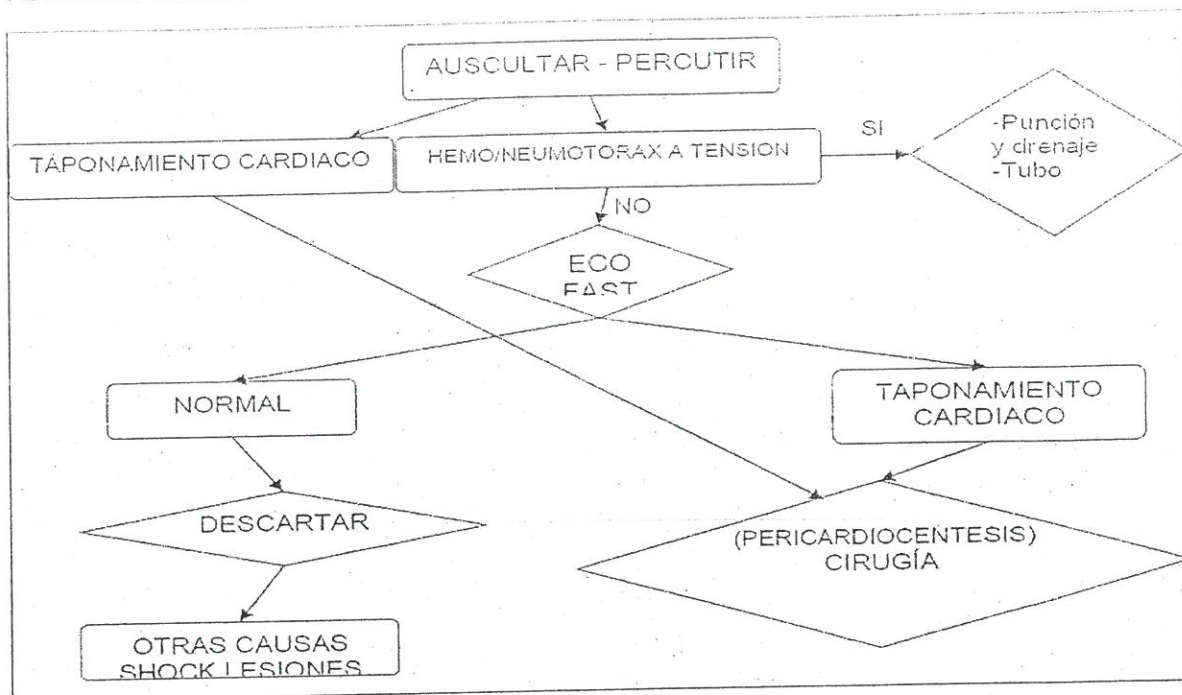 AUSCULTAR - PERCUTIR
TAPONAMIENTO CARDIACO
HEMO/NEUMOTORAX A TENSION
SI
-Punción
y drenaje
-Tubo
NO
ECO
FAST
NORMAL
TAPONAMIENTO
CARDIACO
DESCARTAR
(PERICARDIOCENTESIS)
CIRUGÍA
OTRAS CAUSAS
SHOCK LESIONES